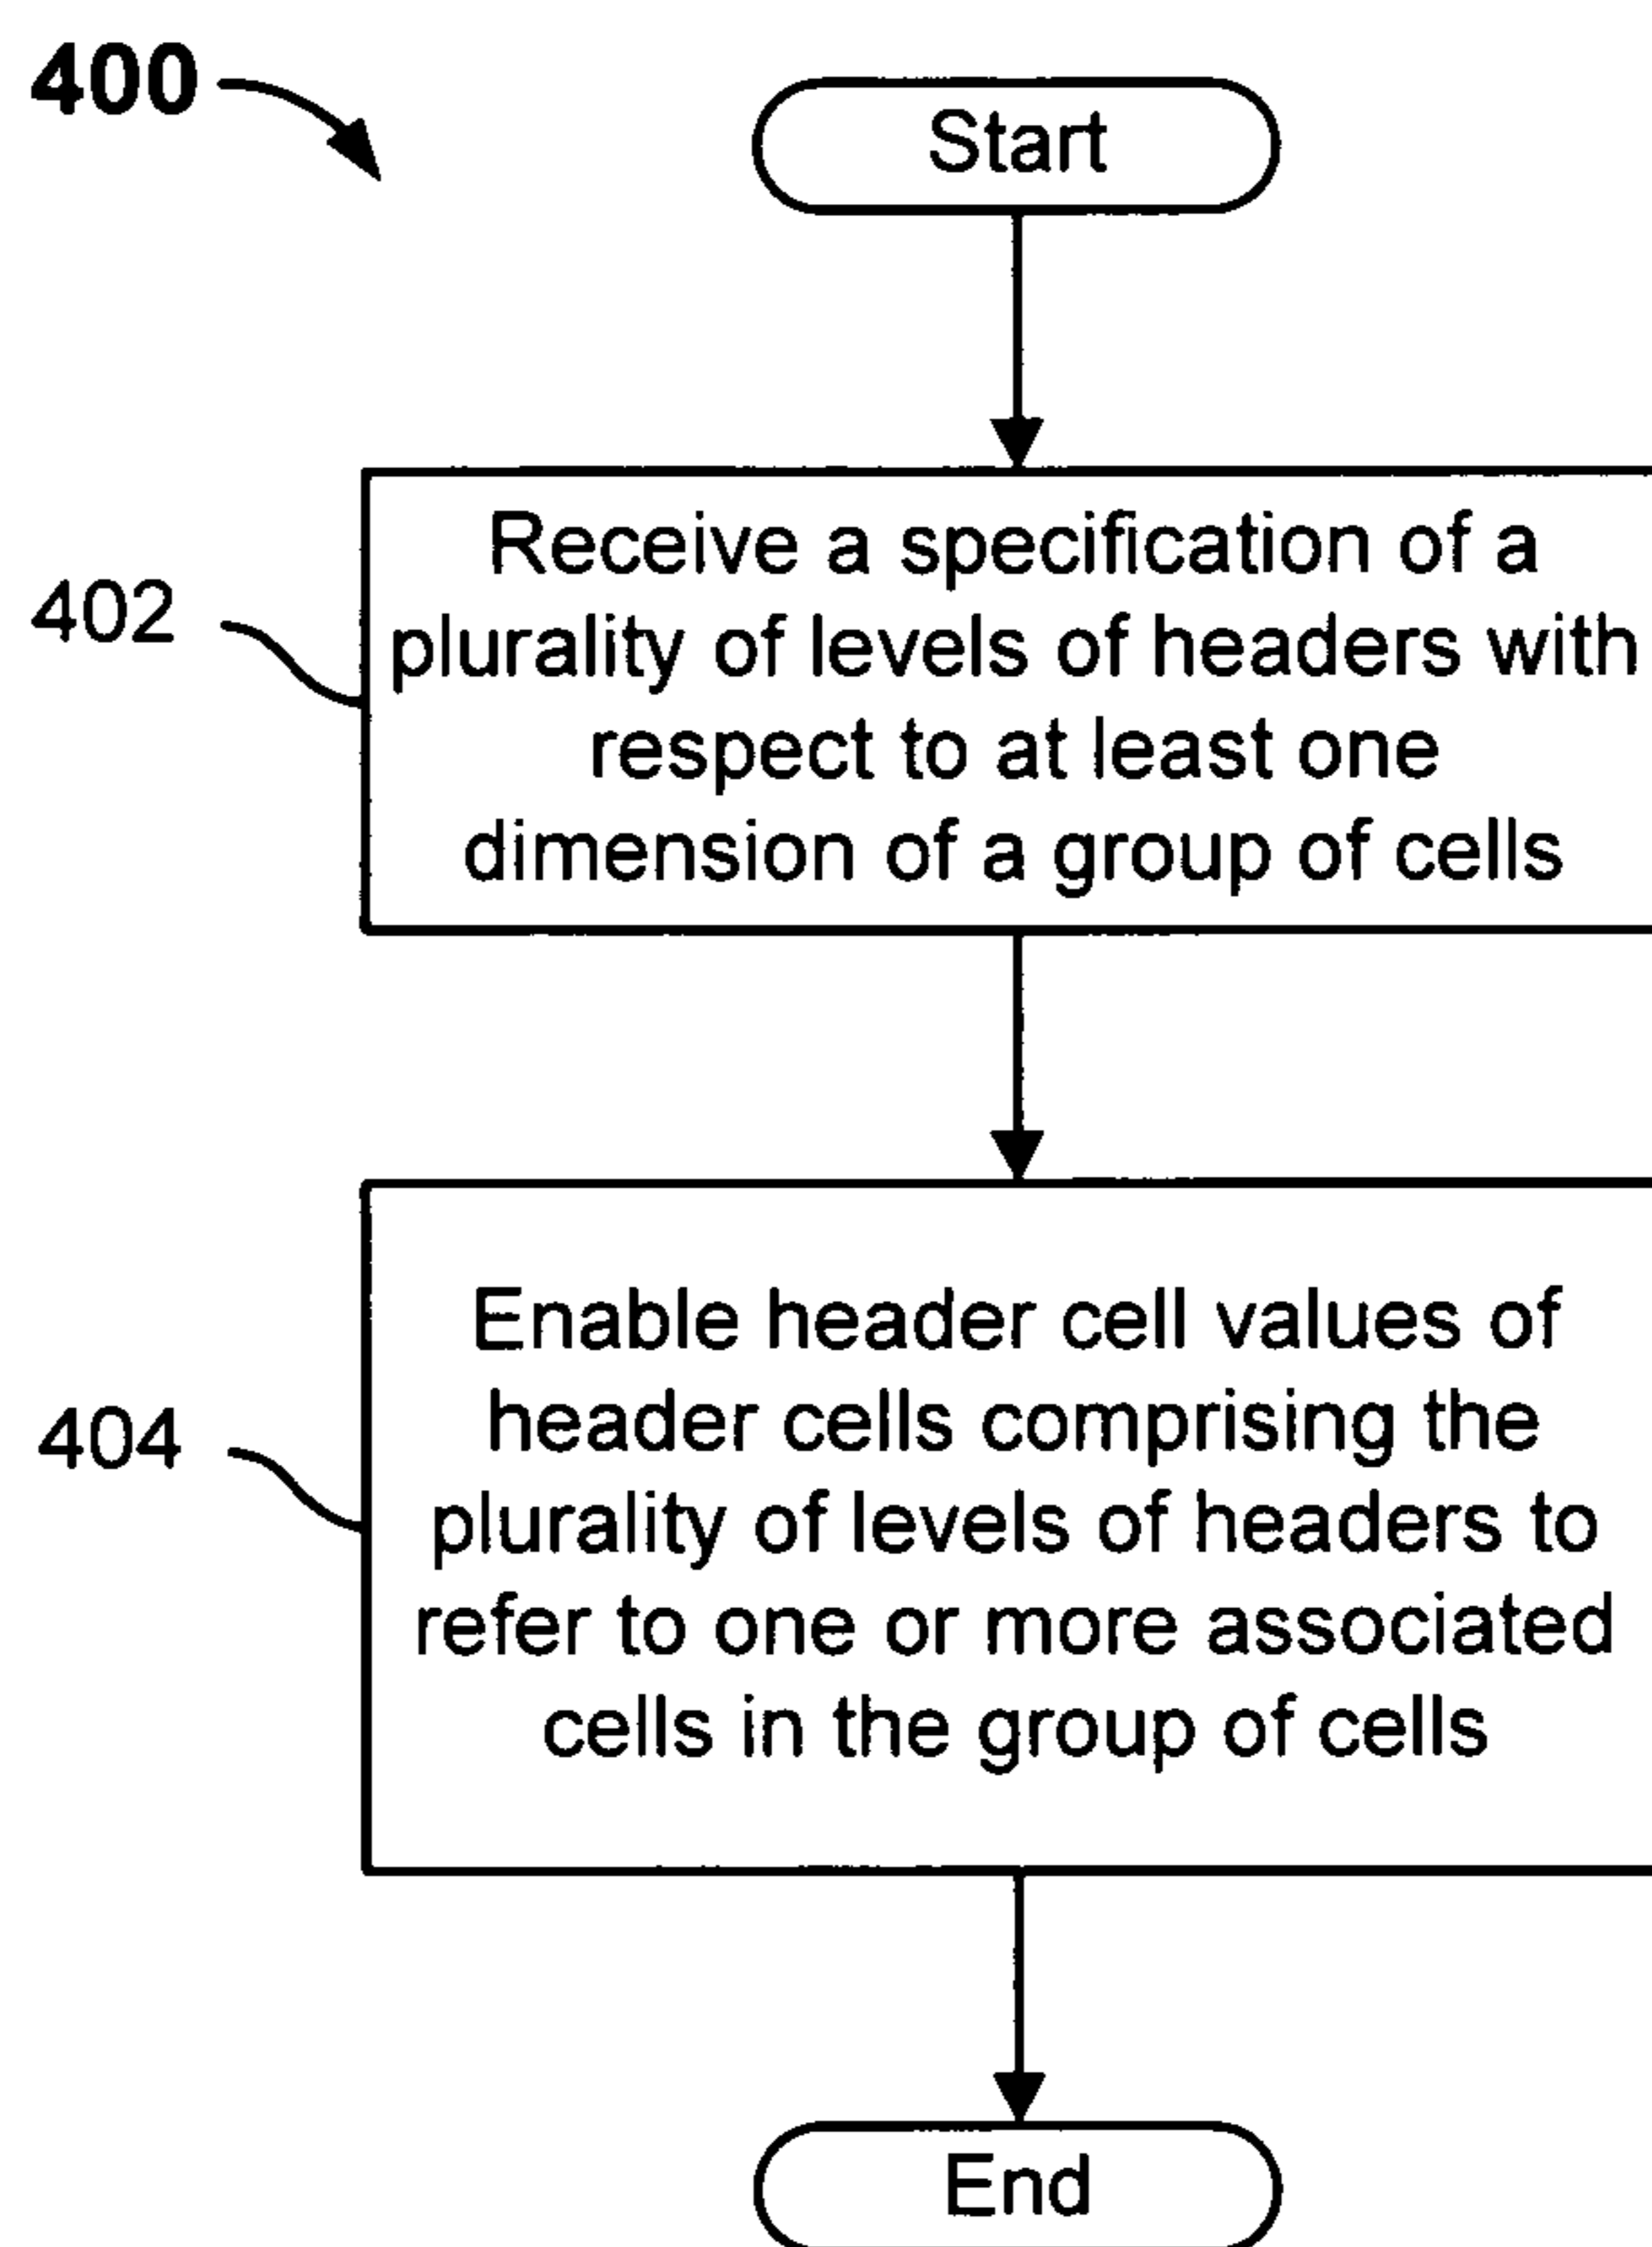 400
Start
402
Receive a specification of a
plurality of levels of headers with
respect to at least one
dimension of a group of cells
404
Enable header cell values of
header cells comprising the
plurality of levels of headers to
refer to one or more associated
cells in the group of cells
End